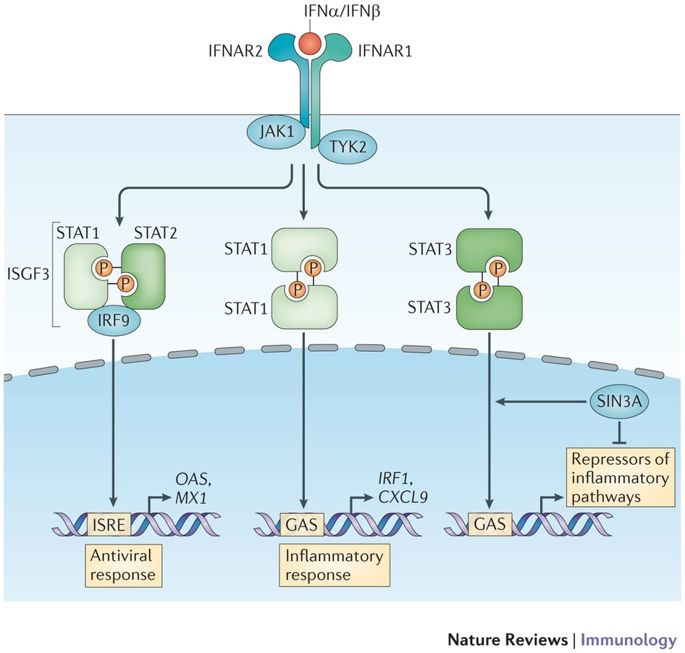 IFNα/IFNβ
IFNAR2
IFNAR1
JAK1
TYK2
STAT1
STAT2
P
P
ISGF3
IRF9
STAT1
P
P
STAT1
STAT3
P
P
STAT3
SIN3A
Repressors of
inflammatory
pathways
OAS,
MX1
IRF1,
CXCL9
ISRE
GAS
GAS
Antiviral
response
Inflammatory
response
Nature Reviews | Immunology